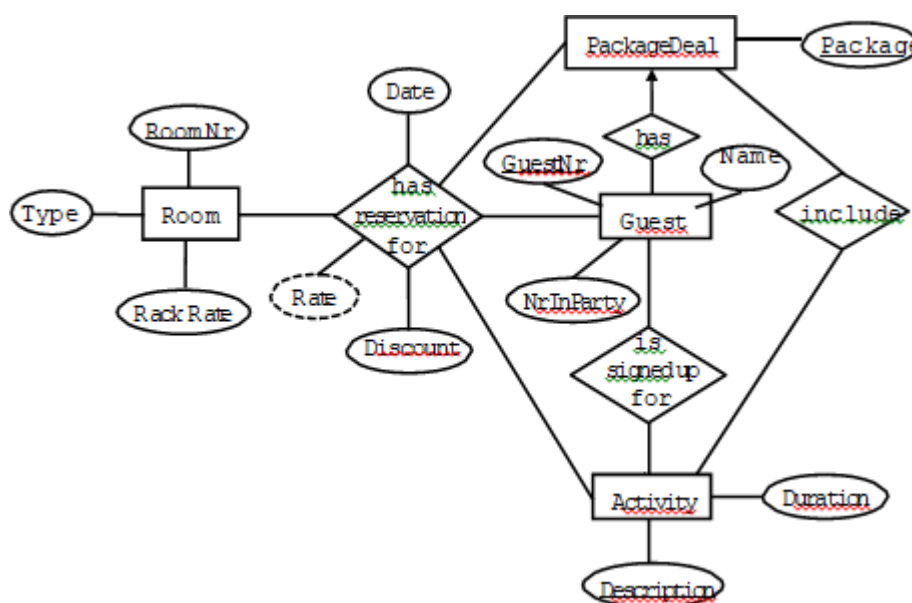 PackageDeal
Package
Date
has
RoomNr
GuestNr
Name
Type
Room
has
reservation
for
Guest
include
Rate
NrInParty
RackRate
Discount
is
signedup
for
Activity
Duration
Description